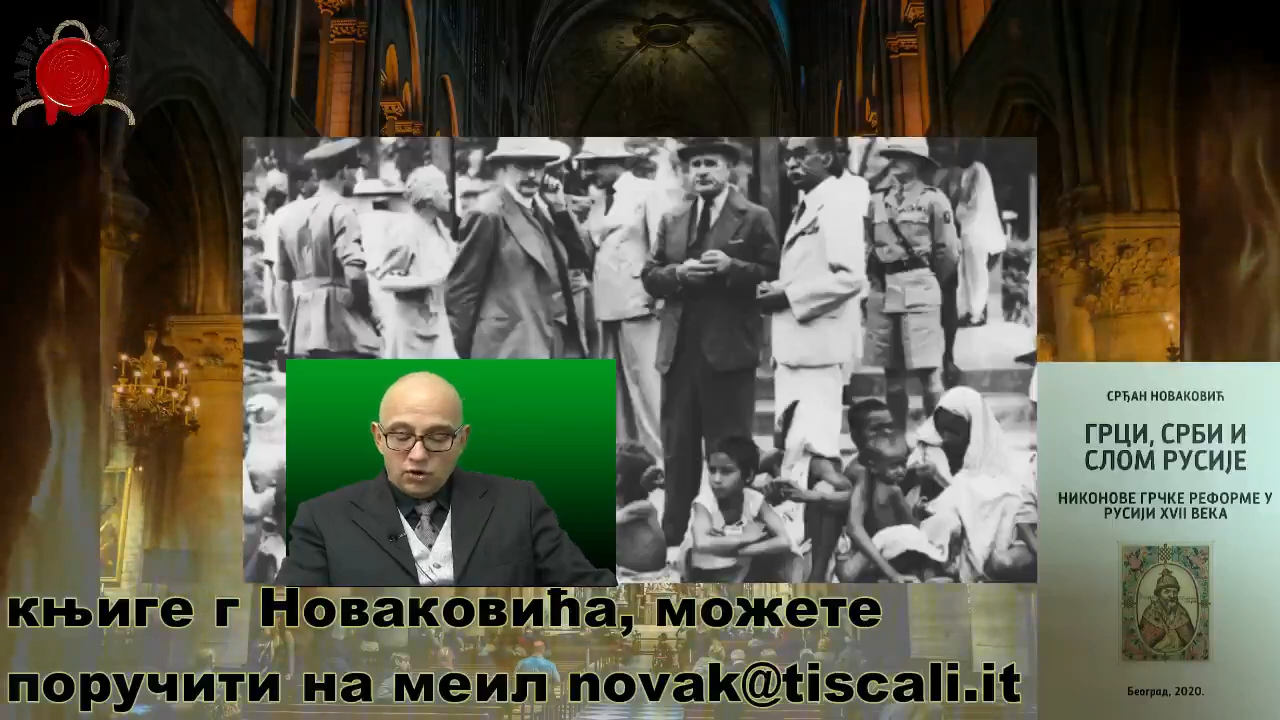 СРЂАН НОВАКОВИЋ
ГРЦИ, СРБИ И
СЛОМ РУСИЈЕ
НИКОНОВЕ ГРЧКЕ РЕФОРМЕ У
РУСИЈИ XVII ВЕКА
Београд, 2020.
књиге г Новаковића, можете
поручити на меил novak@tiscali.it